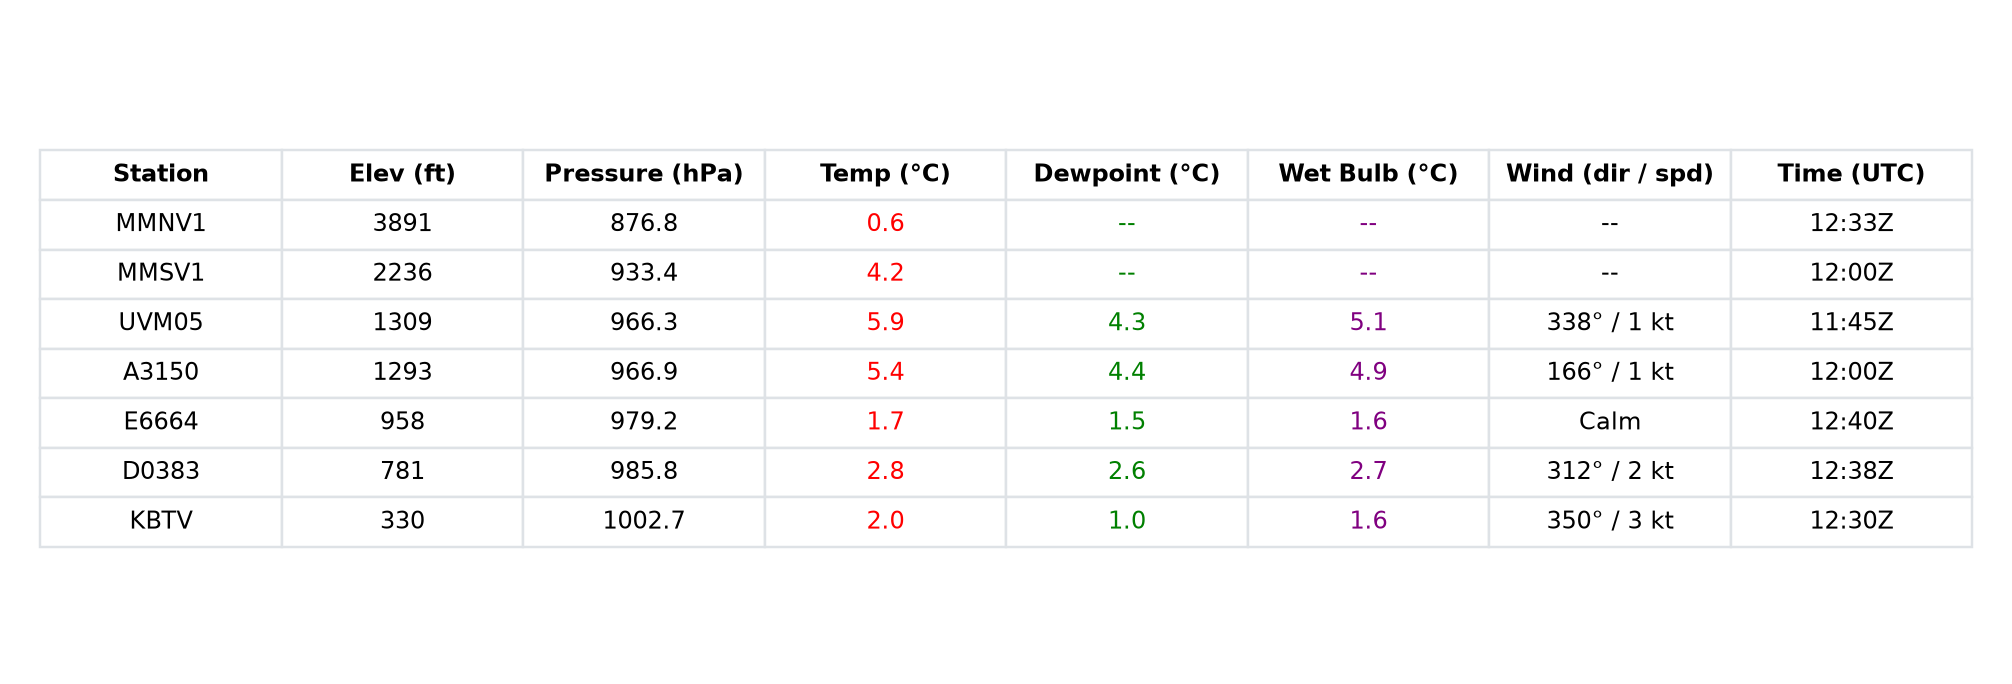 Station Elev (ft) Pressure (hPa) Temp (°C) Dewpoint (°C) Wet Bulb (°C) Wind (dir / spd) Time (UTC)
MMNV1 3891 876.8 0.6 -- -- -- 12:33Z
MMSV1 2236 933.4 4.2 -- -- -- 12:00Z
UVM05 1309 966.3 5.9 4.3 5.1 338° / 1 kt 11:45Z
A3150 1293 966.9 5.4 4.4 4.9 166° / 1 kt 12:00Z
E6664 958 979.2 1.7 1.5 1.6 Calm 12:40Z
D0383 781 985.8 2.8 2.6 2.7 312° / 2 kt 12:38Z
KBTV 330 1002.7 2.0 1.0 1.6 350° / 3 kt 12:30Z